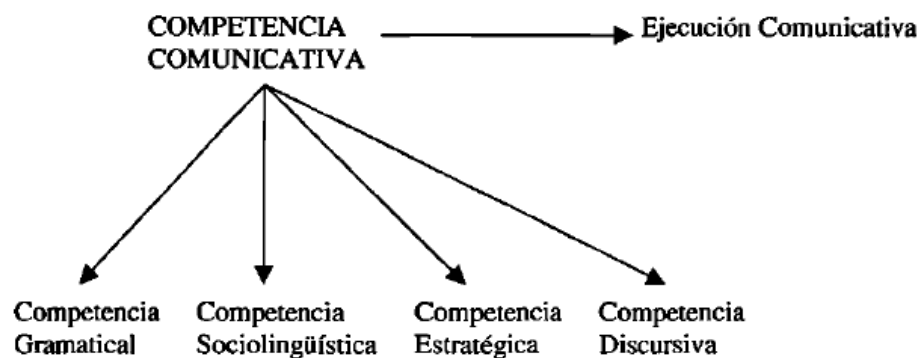 COMPETENCIA
COMUNICATIVA
Ejecución Comunicativa
Competencia
Gramatical
Competencia
Sociolingüística
Competencia
Estratégica
Competencia
Discursiva